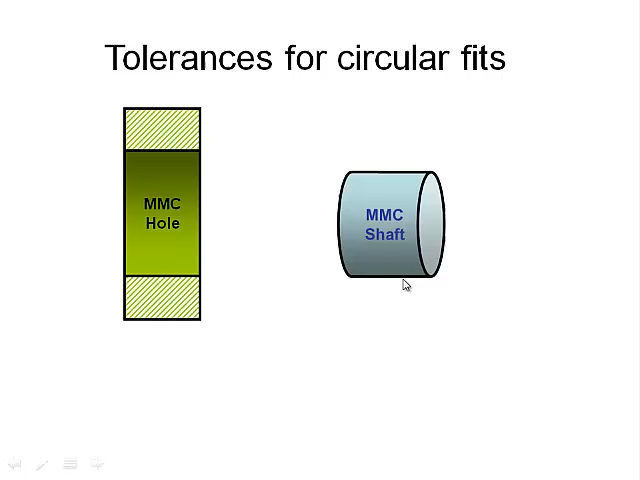 Tolerances for circular fits
MMC
Hole
MMC
Shaft